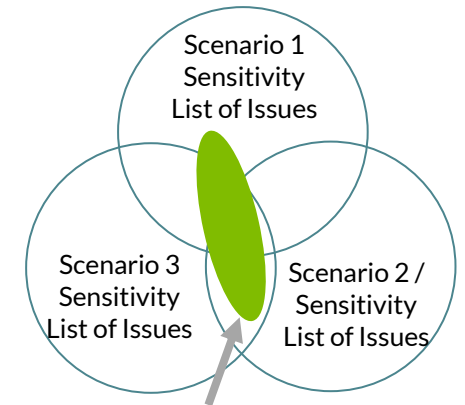 Scenario 1
Sensitivity
List of Issues
Scenario 3
Sensitivity
List of Issues
Scenario 2 /
Sensitivity
List of Issues